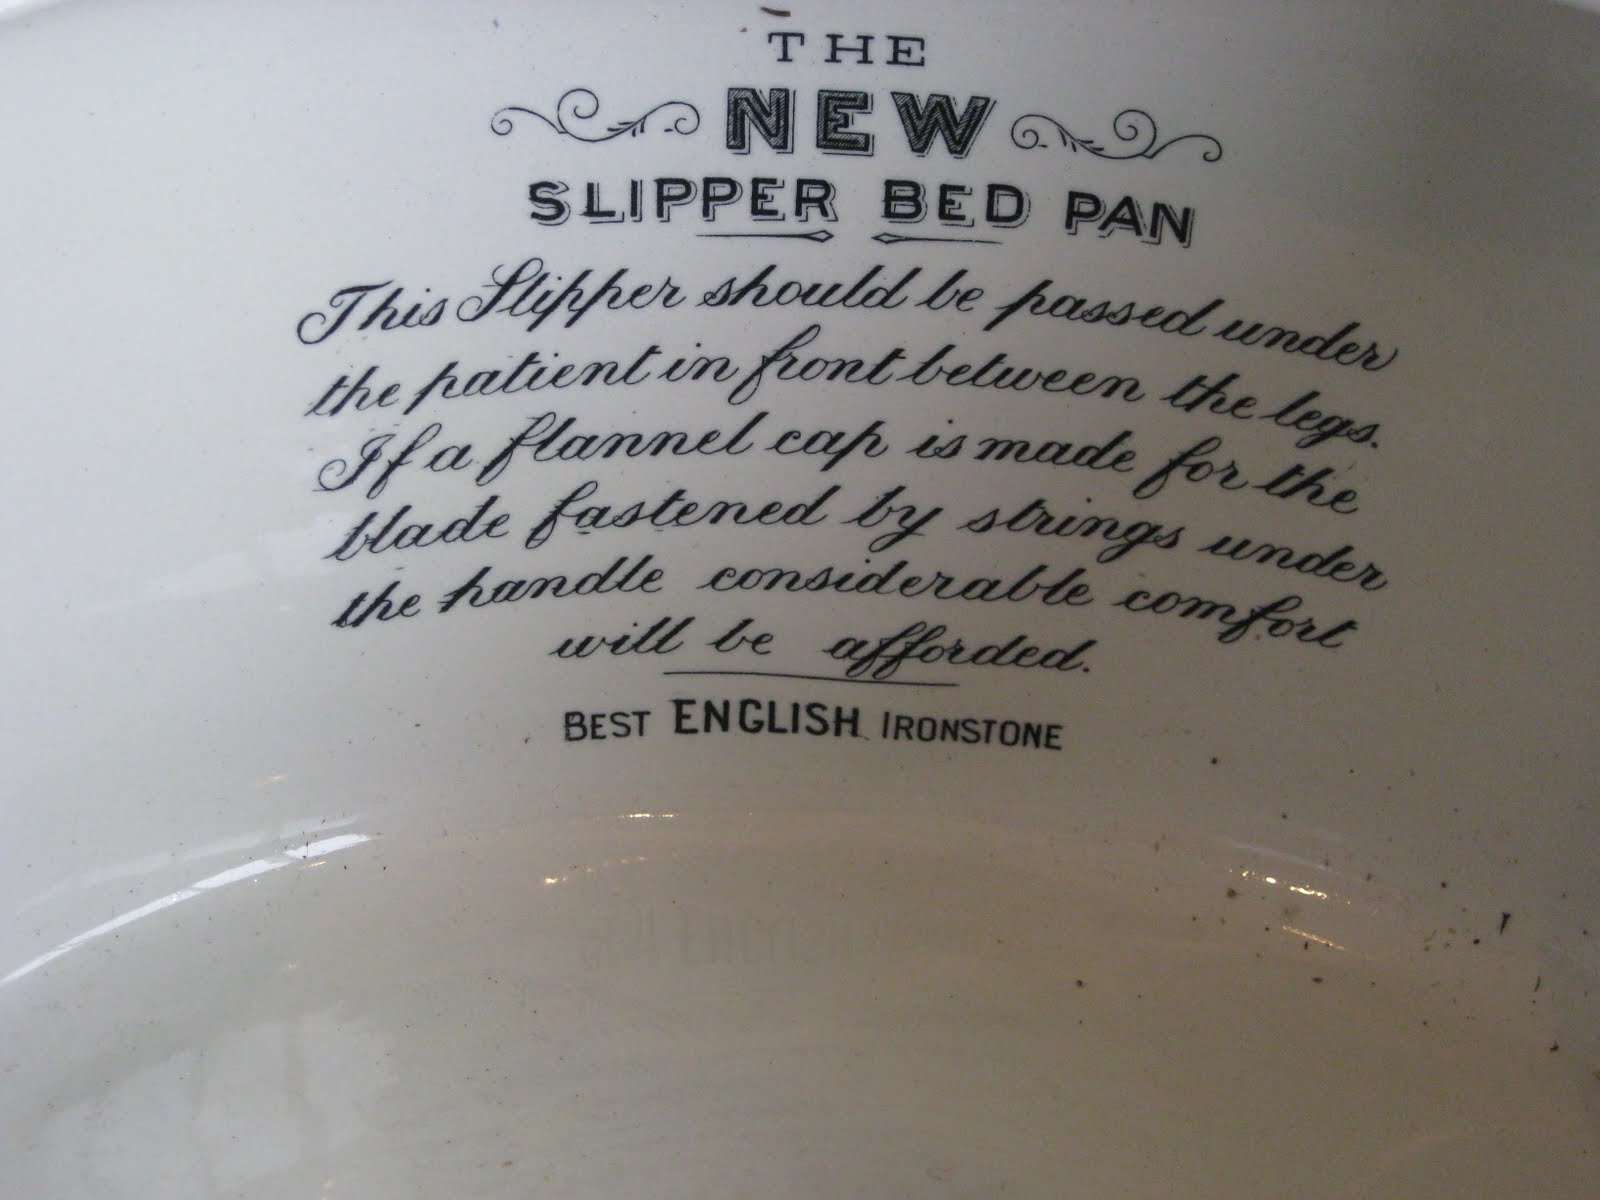 THE
NEW
SLIPPER BED PAN
This Slipper should be passed under
the patient in front between the legs.
If a flannel cap is made for the
blade fastened by strings under
the handle considerable comfort
will be afforded.
BEST ENGLISH IRONSTONE